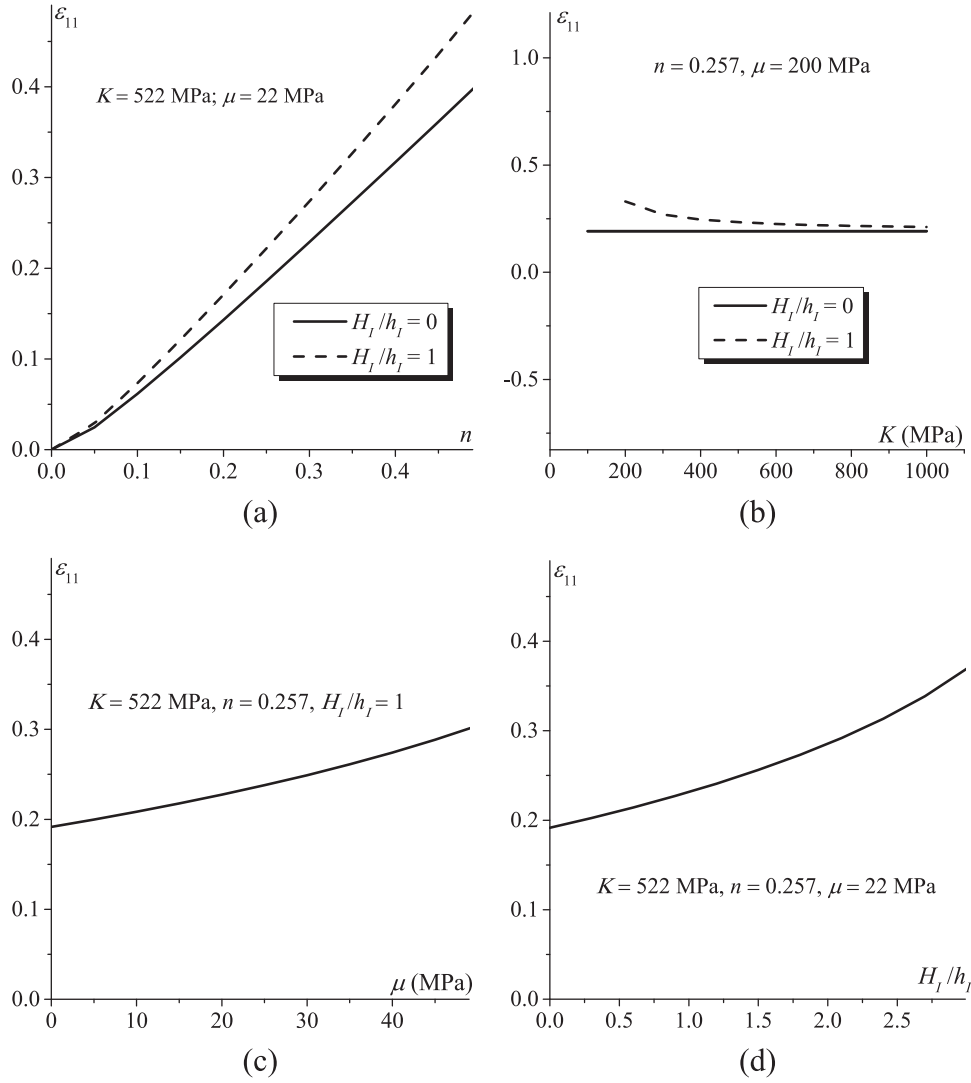 ε11
0.4
0.3
0.2
0.1
0.0
K = 522 MPa; μ = 22 MPa
H_I/h_I = 0
H_I/h_I = 1
n
0.0 0.1 0.2 0.3 0.4
(a)
ε11
1.0
0.5
0.0
-0.5
n = 0.257, μ = 200 MPa
H_I/h_I = 0
H_I/h_I = 1
K (MPa)
200 400 600 800 1000
(b)
ε11
0.4
0.3
0.2
0.1
0.0
K = 522 MPa, n = 0.257, H_I/h_I = 1
μ (MPa)
0 10 20 30 40
(c)
ε11
0.4
0.3
0.2
0.1
0.0
K = 522 MPa, n = 0.257, μ = 22 MPa
H_I/h_I
0.0 0.5 1.0 1.5 2.0 2.5
(d)